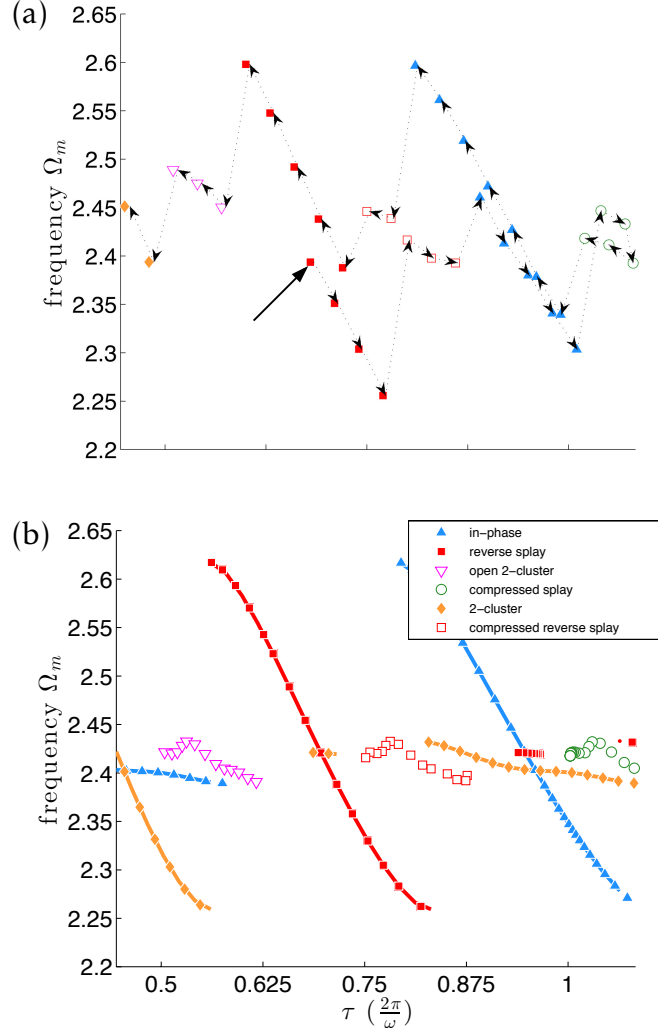 (a)
2.65
2.6
2.55
2.5
2.45
2.4
2.35
2.3
2.25
2.2
frequency Ωₘ
(b)
2.65
2.6
2.55
2.5
2.45
2.4
2.35
2.3
2.25
2.2
frequency Ωₘ
in−phase
reverse splay
open 2−cluster
compressed splay
2−cluster
compressed reverse splay
0.5 0.625 0.75 0.875 1
τ (2π/ω)